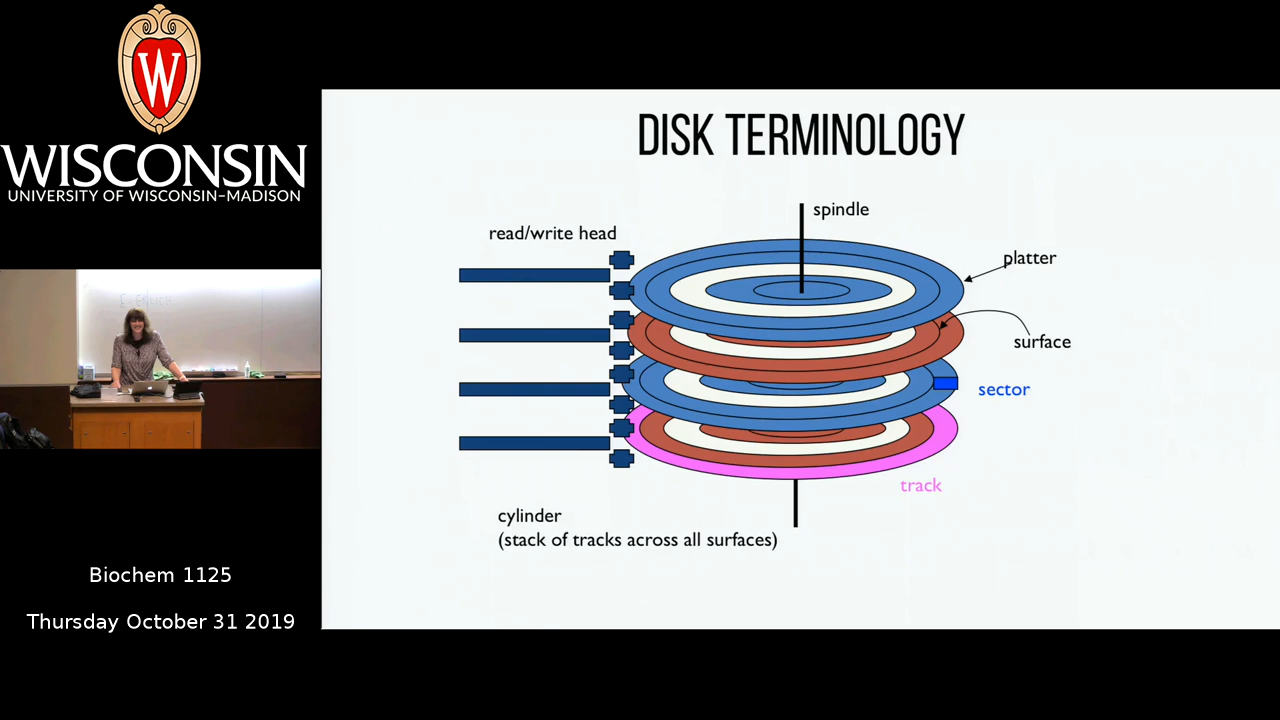 W
WISCONSIN
UNIVERSITY OF WISCONSIN-MADISON
Biochem 1125
Thursday October 31 2019
DISK TERMINOLOGY
spindle
read/write head
platter
surface
sector
track
cylinder
(stack of tracks across all surfaces)